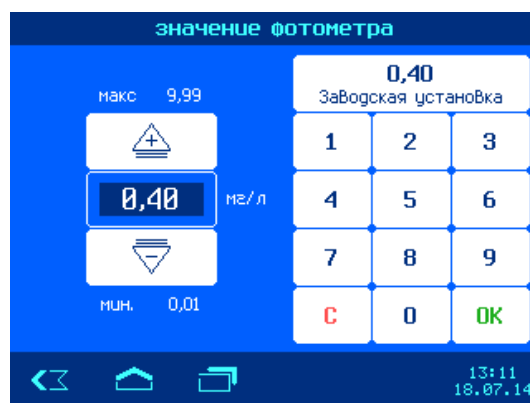 значение фотометра
макс 9,99
+
0,40 мг/л
-
мин. 0,01
0,40
Заводская установка
1 2 3
4 5 6
7 8 9
C 0 OK
13:11
18.07.14